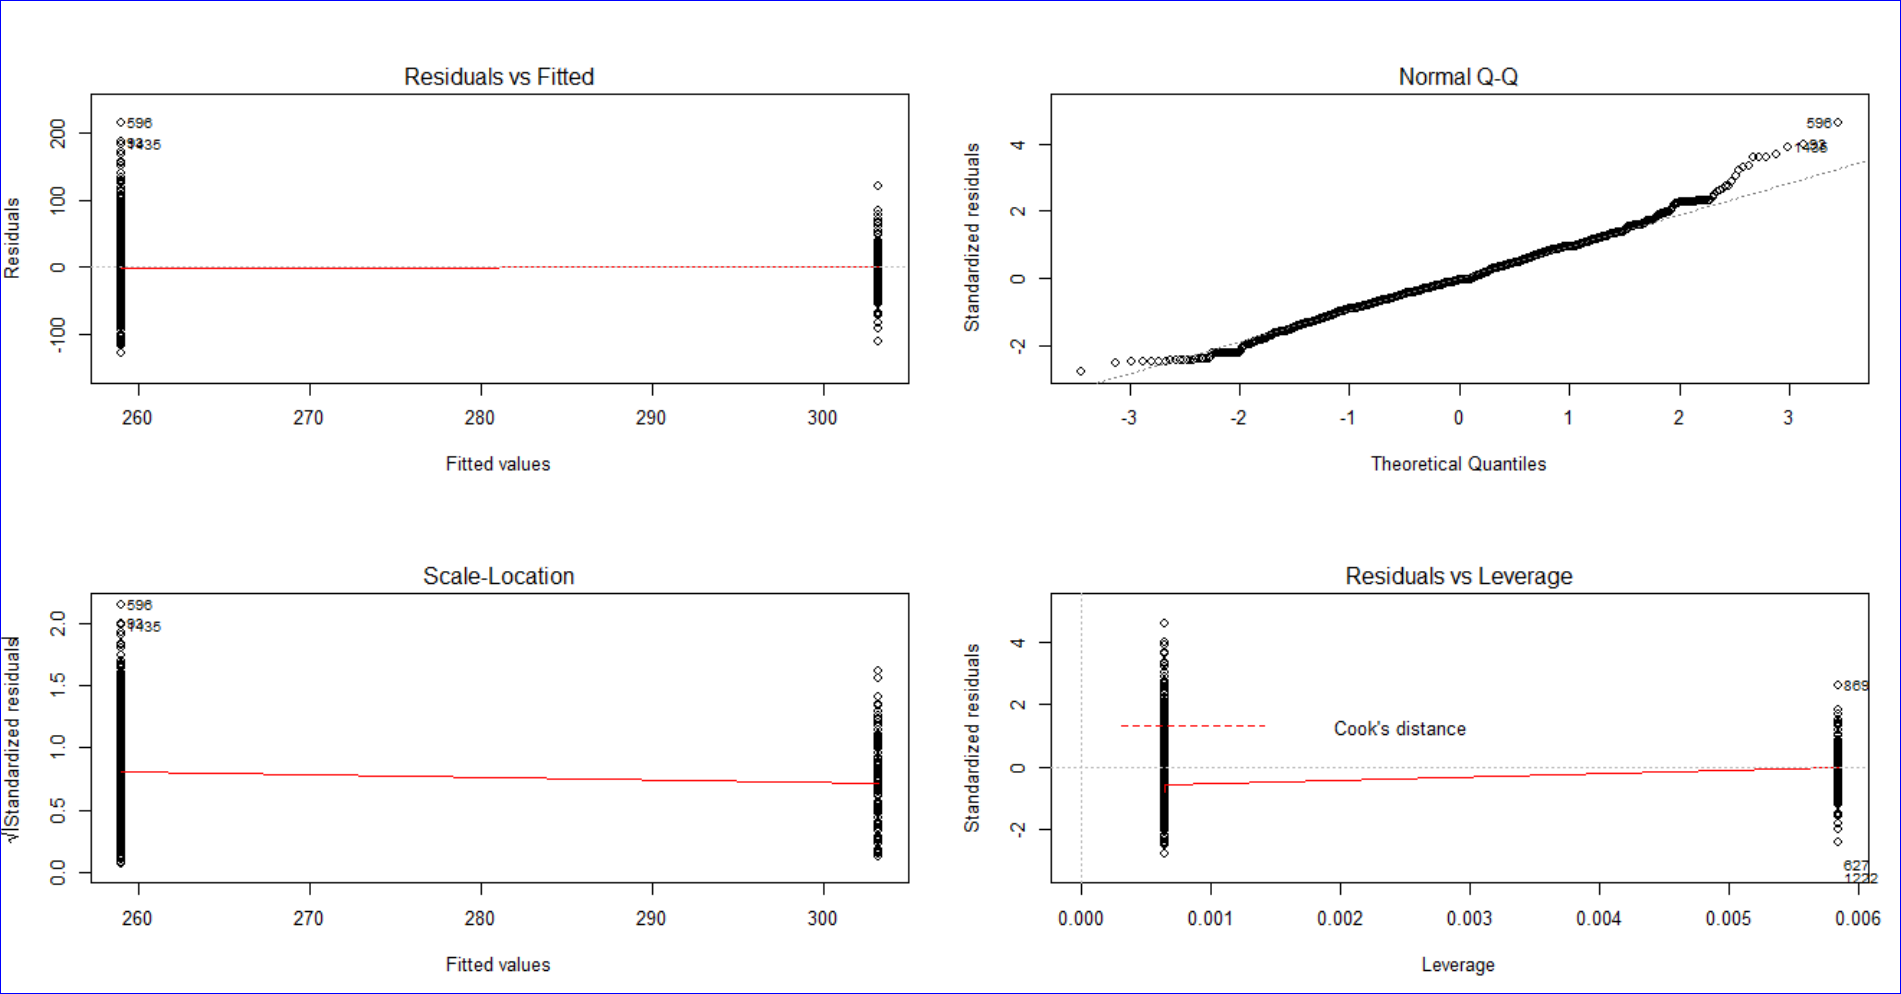 Residuals vs Fitted
Residuals
200
100
0
-100
596
1435
260 270 280 290 300
Fitted values
Normal Q-Q
Standardized residuals
4
2
0
-2
596
-3 -2 -1 0 1 2 3
Theoretical Quantiles
Scale-Location
√|Standardized residuals|
2.0
1.5
1.0
0.5
0.0
596
1435
260 270 280 290 300
Fitted values
Residuals vs Leverage
Standardized residuals
4
2
0
-2
869
Cook's distance
627
1222
0.000 0.001 0.002 0.003 0.004 0.005 0.006
Leverage